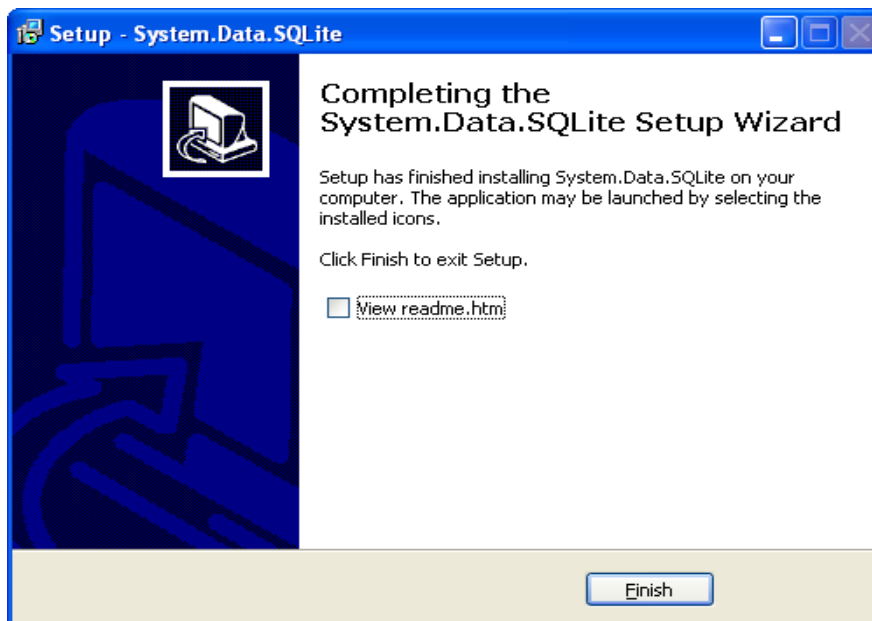 Setup - System.Data.SQLite
Completing the
System.Data.SQLite Setup Wizard
Setup has finished installing System.Data.SQLite on your
computer. The application may be launched by selecting the
installed icons.
Click Finish to exit Setup.
View readme.htm
Finish